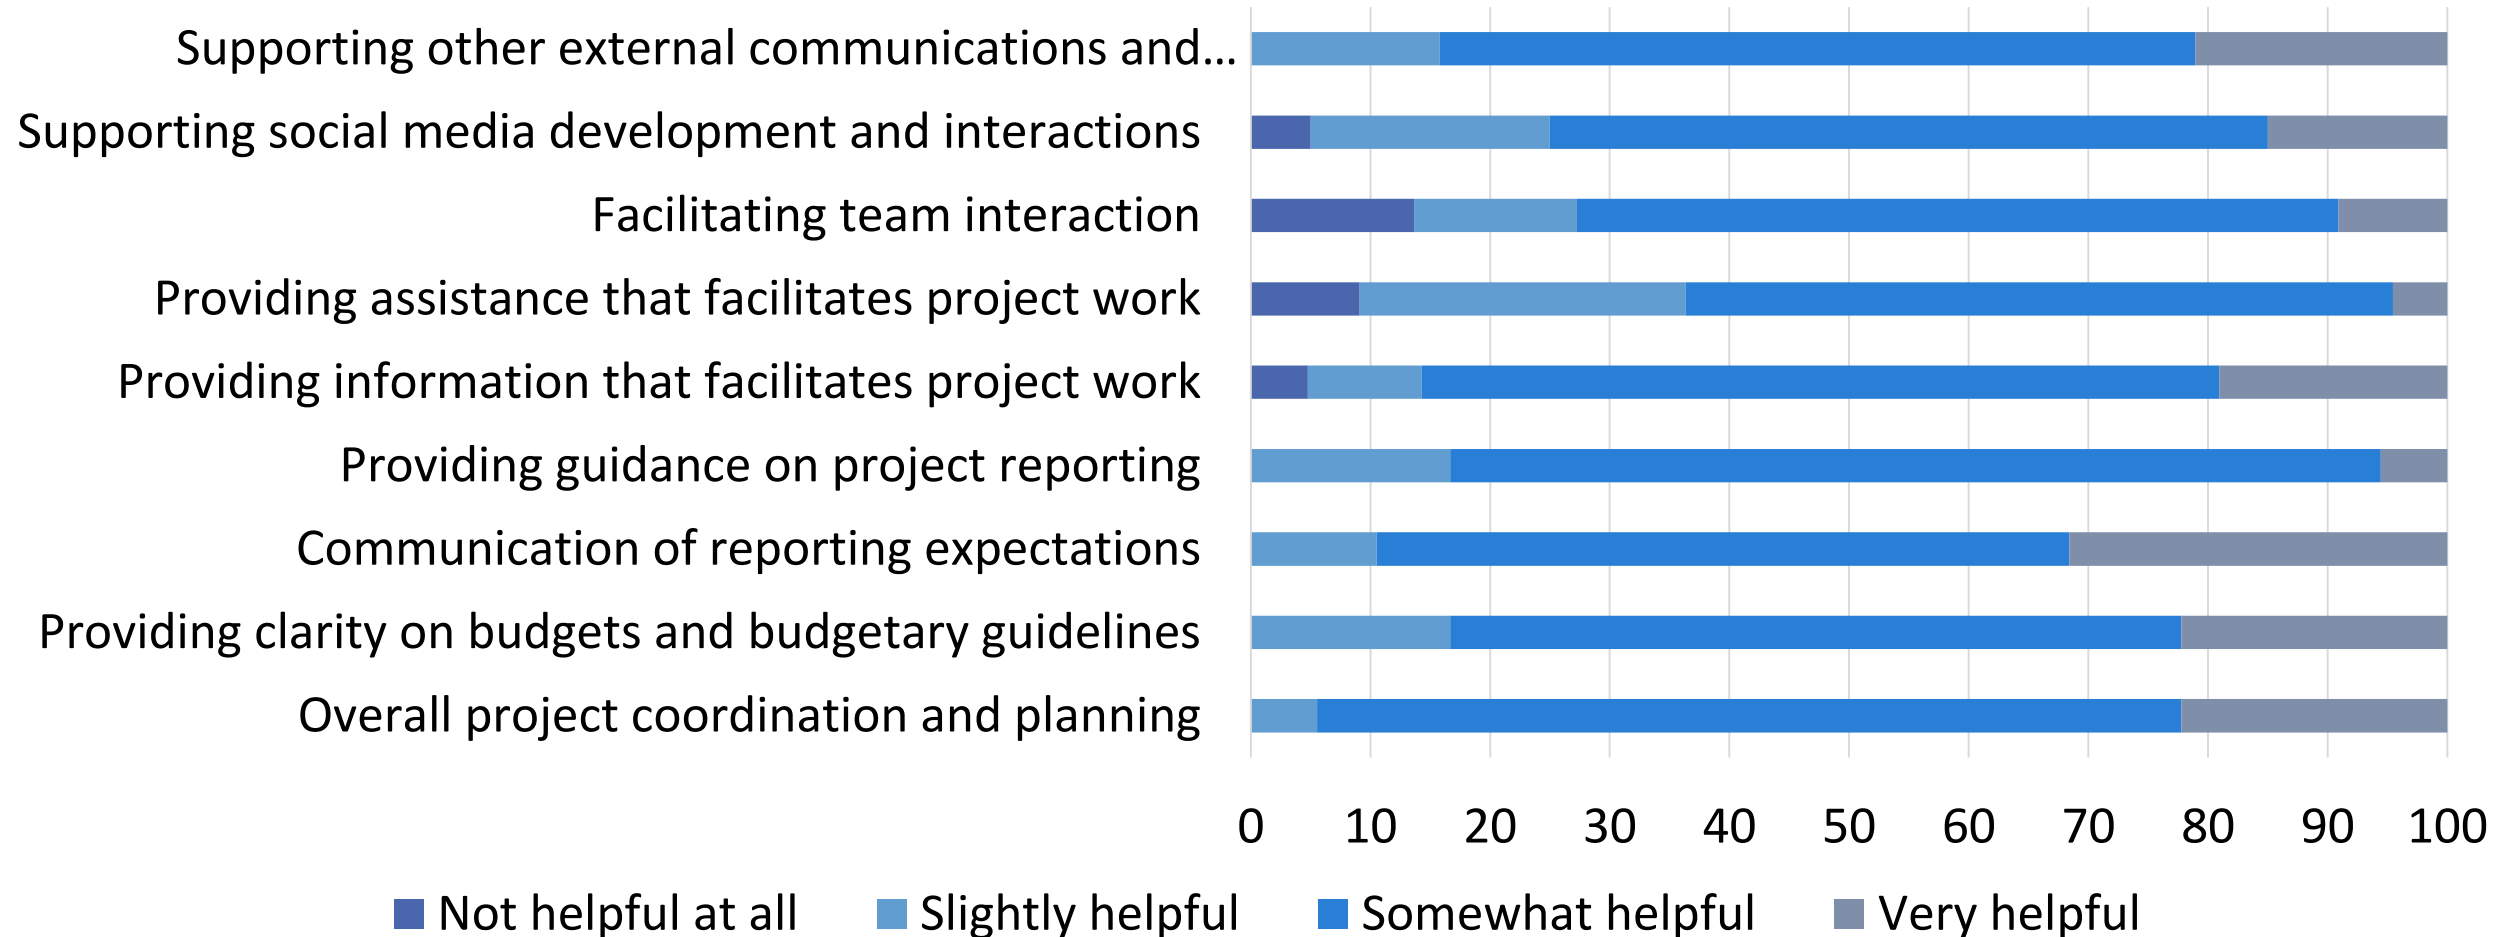 Supporting other external communications and...
Supporting social media development and interactions
Facilitating team interaction
Providing assistance that facilitates project work
Providing information that facilitates project work
Providing guidance on project reporting
Communication of reporting expectations
Providing clarity on budgets and budgetary guidelines
Overall project coordination and planning
0 10 20 30 40 50 60 70 80 90 100
Not helpful at all Slightly helpful Somewhat helpful Very helpful